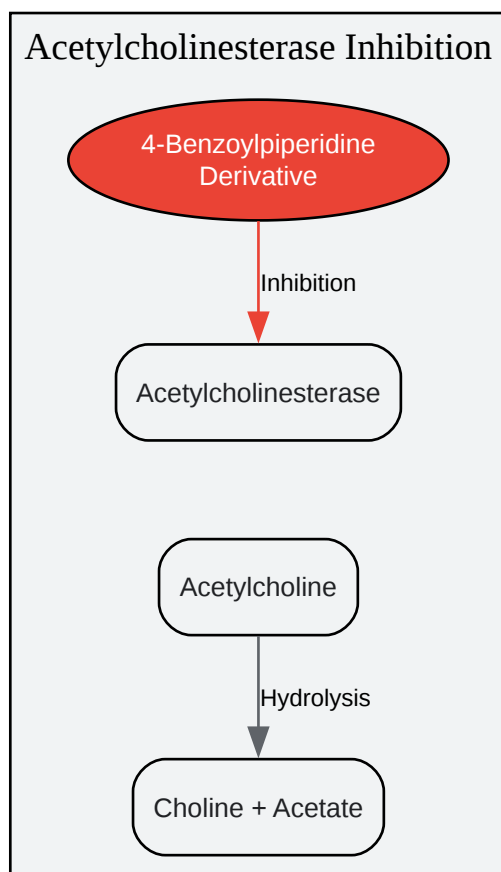 Acetylcholinesterase Inhibition
4-Benzoylpiperidine
Derivative
Inhibition
Acetylcholinesterase
Acetylcholine
Hydrolysis
Choline + Acetate